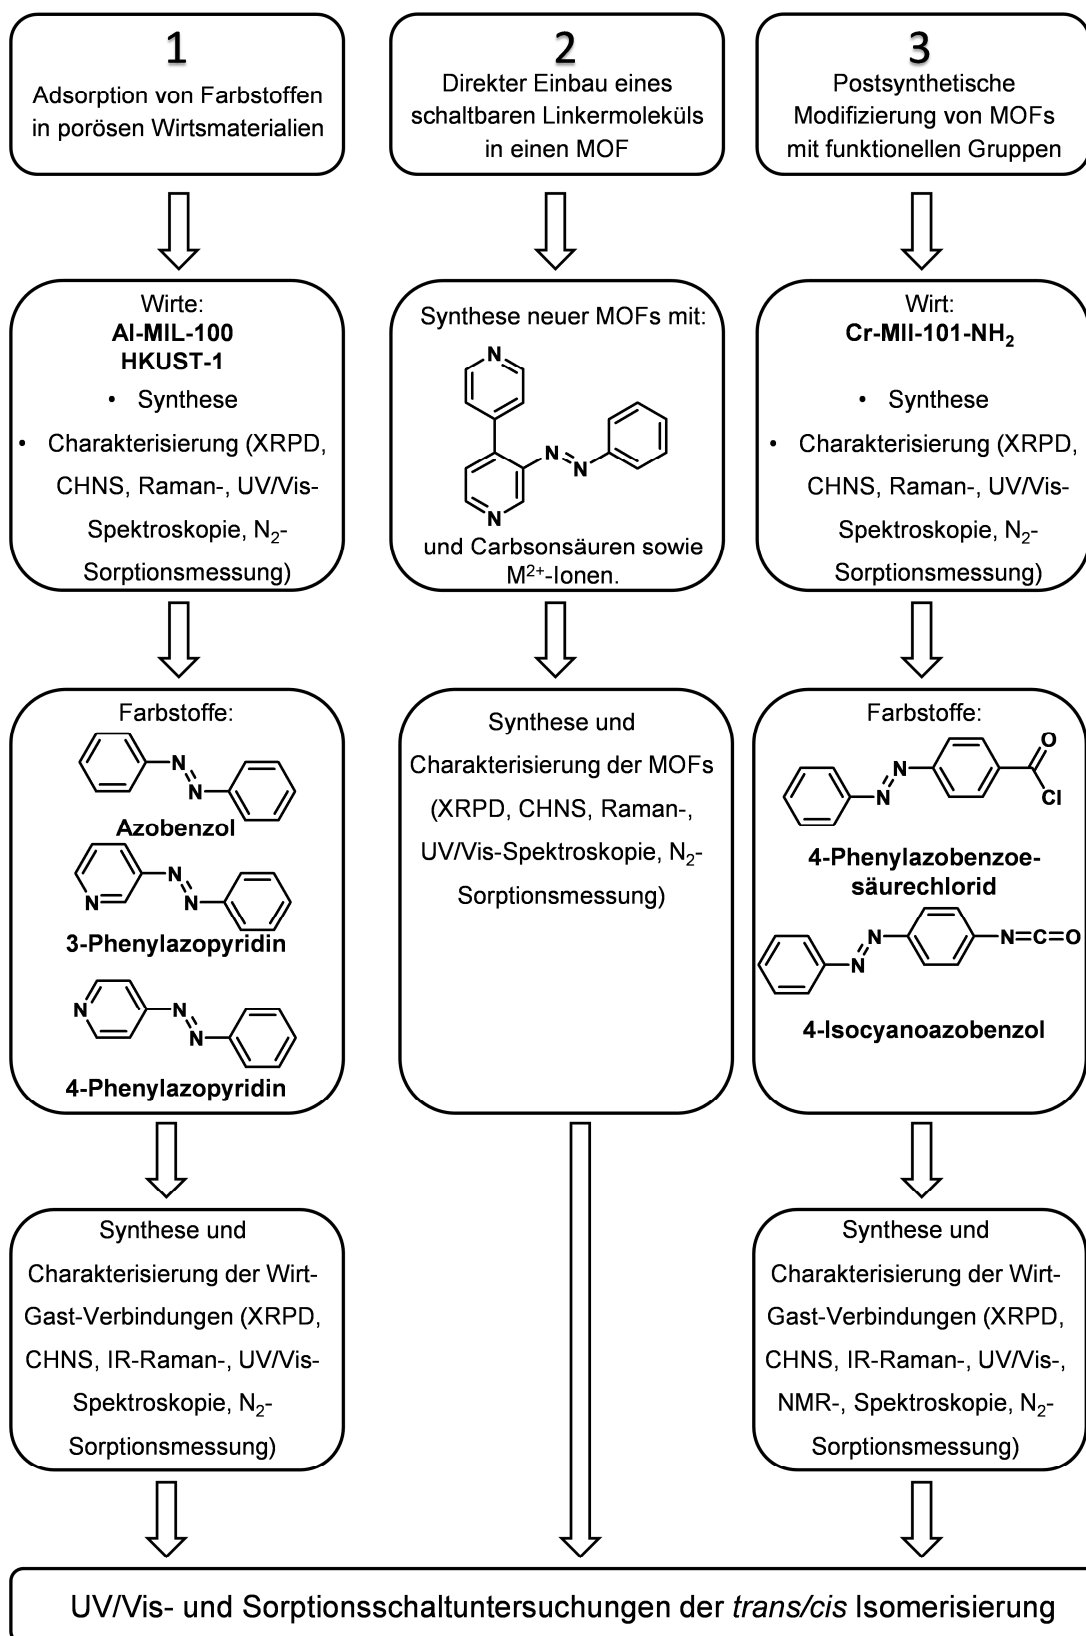 1
Adsorption von Farbstoffen
in porösen Wirtsmaterialien
2
Direkter Einbau eines
schaltbaren Linkermoleküls
in einen MOF
3
Postsynthetische
Modifizierung von MOFs
mit funktionellen Gruppen
Wirte:
Al-MIL-100
HKUST-1
• Synthese
• Charakterisierung (XRPD,
CHNS, Raman-, UV/Vis-
Spektroskopie, N₂-
Sorptionsmessung)
Synthese neuer MOFs mit:
N
N
N
N
und Carbsonsäuren sowie
M²⁺-Ionen.
Wirt:
Cr-MIl-101-NH₂
• Synthese
• Charakterisierung (XRPD,
CHNS, Raman-, UV/Vis-
Spektroskopie, N₂-
Sorptionsmessung)
Farbstoffe:
N
N
Azobenzol
N
N
N
3-Phenylazopyridin
N
N
N
4-Phenylazopyridin
Synthese und
Charakterisierung der MOFs
(XRPD, CHNS, Raman-,
UV/Vis-Spektroskopie, N₂-
Sorptionsmessung)
Farbstoffe:
O
N
N
Cl
4-Phenylazobenzoe-
säurechlorid
N
N
N=C=O
4-Isocyanoazobenzol
Synthese und
Charakterisierung der Wirt-
Gast-Verbindungen (XRPD,
CHNS, IR-Raman-, UV/Vis-
Spektroskopie, N₂-
Sorptionsmessung)
Synthese und
Charakterisierung der Wirt-
Gast-Verbindungen (XRPD,
CHNS, IR-Raman-, UV/Vis-,
NMR-, Spektroskopie, N₂-
Sorptionsmessung)
UV/Vis- und Sorptionsschaltuntersuchungen der trans/cis Isomerisierung